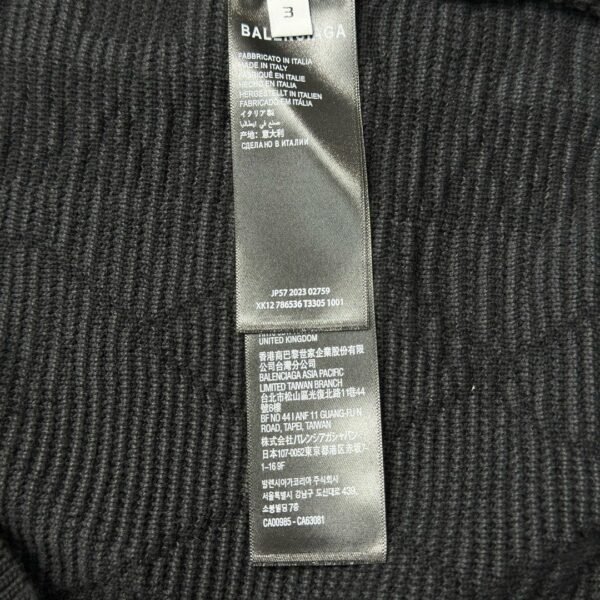 3
BALENCIAGA
FABBRICATO IN ITALIA
MADE IN ITALY
FABRIQUÉ EN ITALIE
HECHO EN ITALIA
HERGESTELLT IN ITALIEN
FABRICADO EM ITÁLIA
イタリア製
صنع في ايطاليا
产地：意大利
СДЕЛАНО В ИТАЛИИ
JP57 2023 02759
XK12 786536 T3305 1001
UNITED KINGDOM
香港商巴黎世家企業股份有限
公司台灣分公司
BALENCIAGA ASIA PACIFIC
LIMITED TAIWAN BRANCH
台北市松山區光復北路11巷44
號6樓
BF NO 44 I ANF 11 GUANG-FU N
ROAD, TAPEI, TAIWAN
株式会社バレンシアガジャパン
日本107-0052東京都港区赤坂7-
1-16 9F
발렌시아가코리아 주식회사
서울특별시 강남구 도산대로 439,
소봉빌딩 7층
CA00985 - CA63081